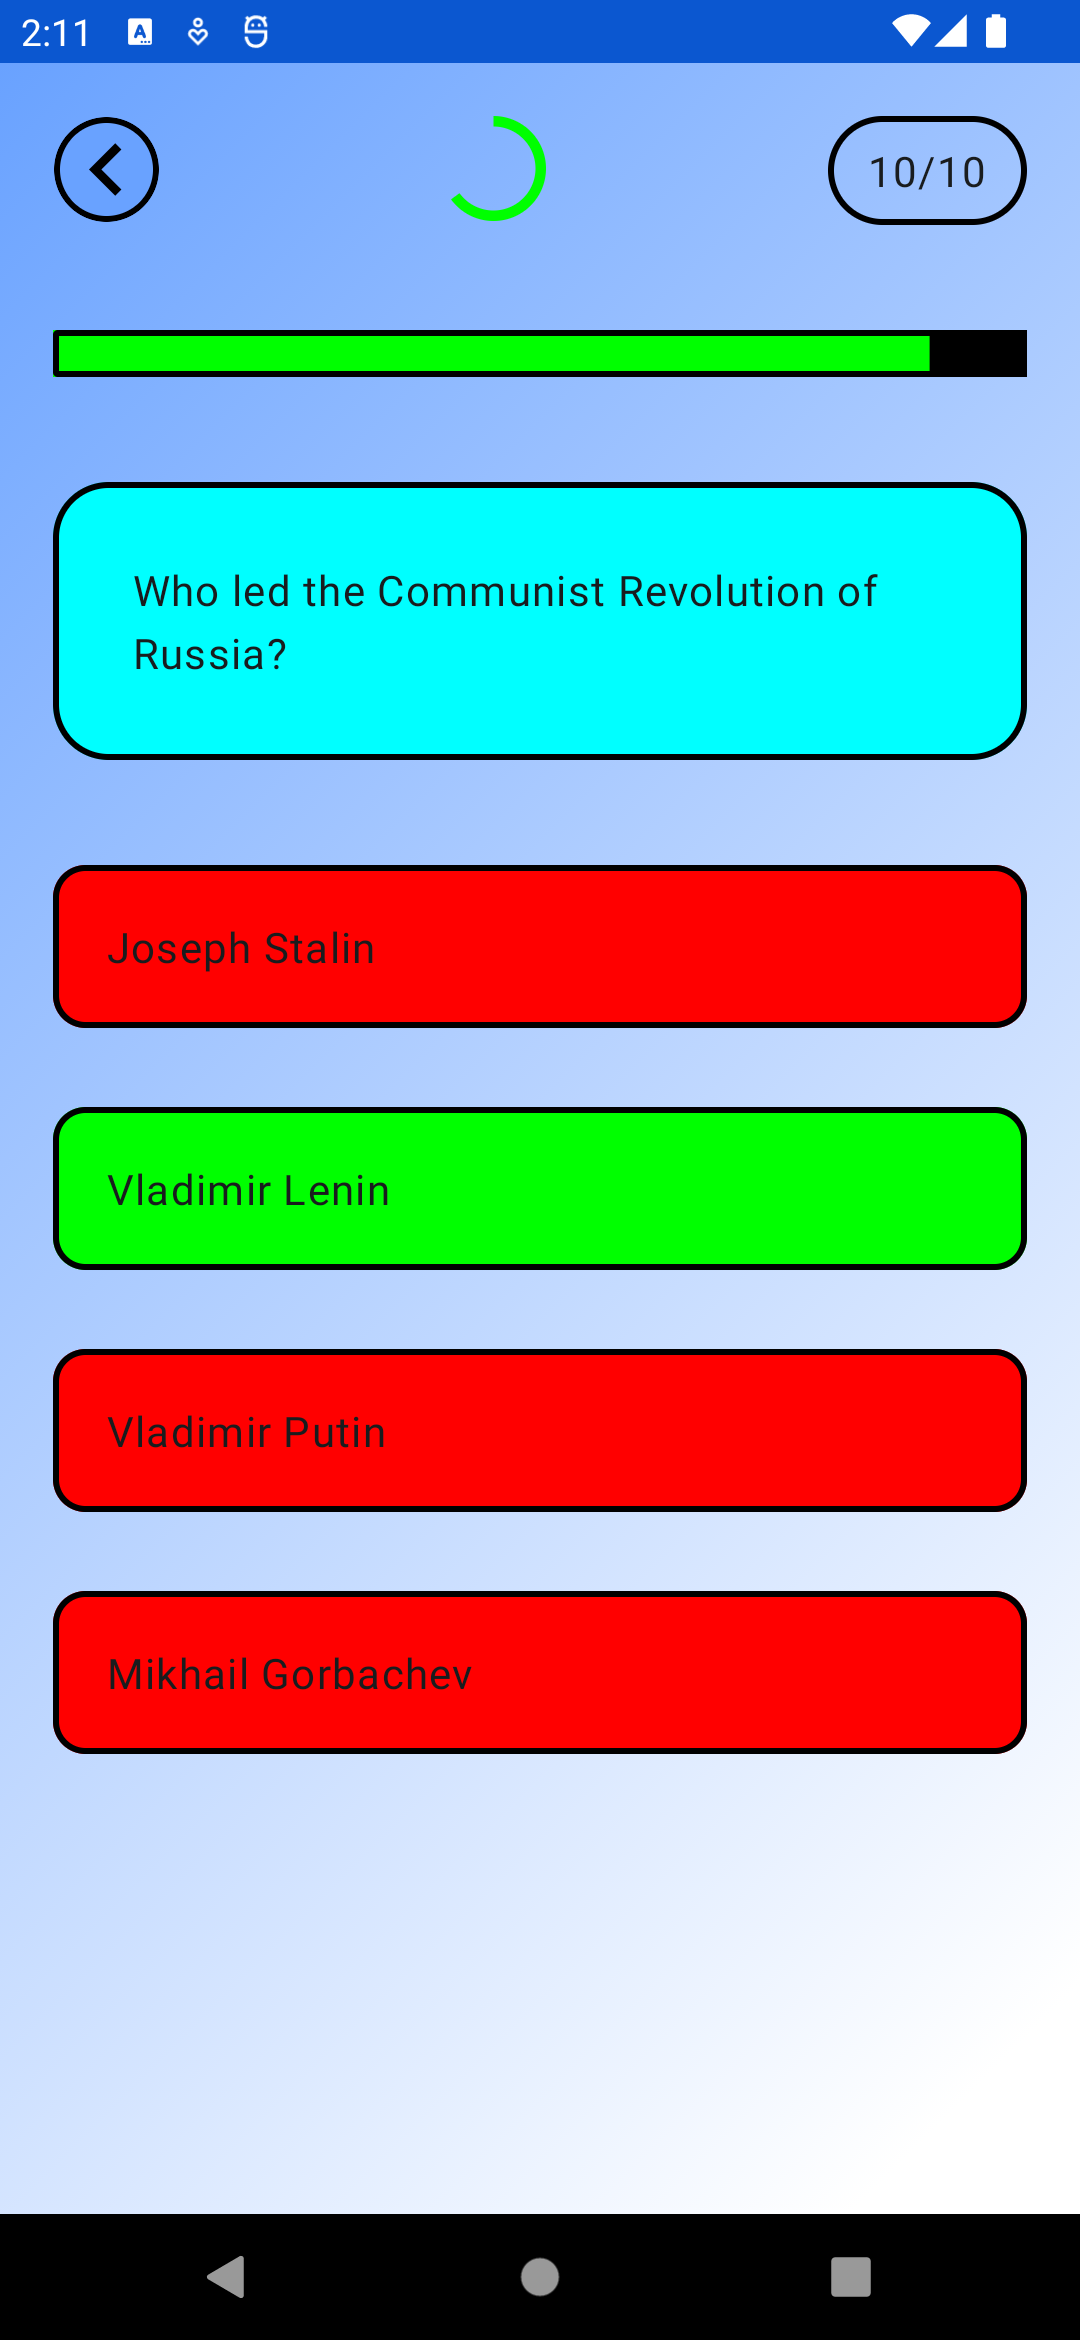 2:11
10/10
Who led the Communist Revolution of
Russia?
Joseph Stalin
Vladimir Lenin
Vladimir Putin
Mikhail Gorbachev